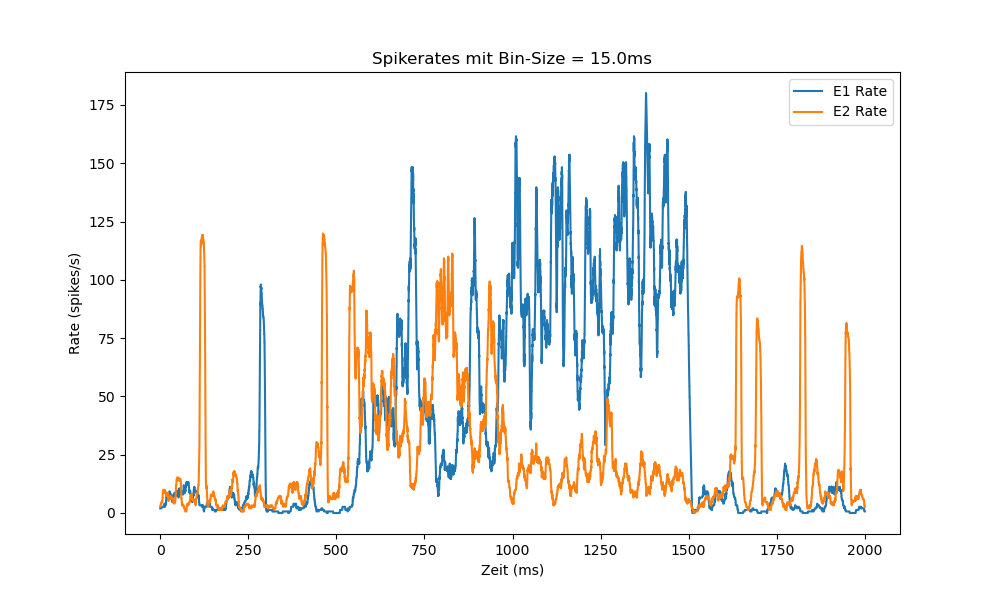 Spikerates mit Bin-Size = 15.0ms
E1 Rate
E2 Rate
175
150
125
100
75
50
25
0
Rate (spikes/s)
0 250 500 750 1000 1250 1500 1750 2000
Zeit (ms)